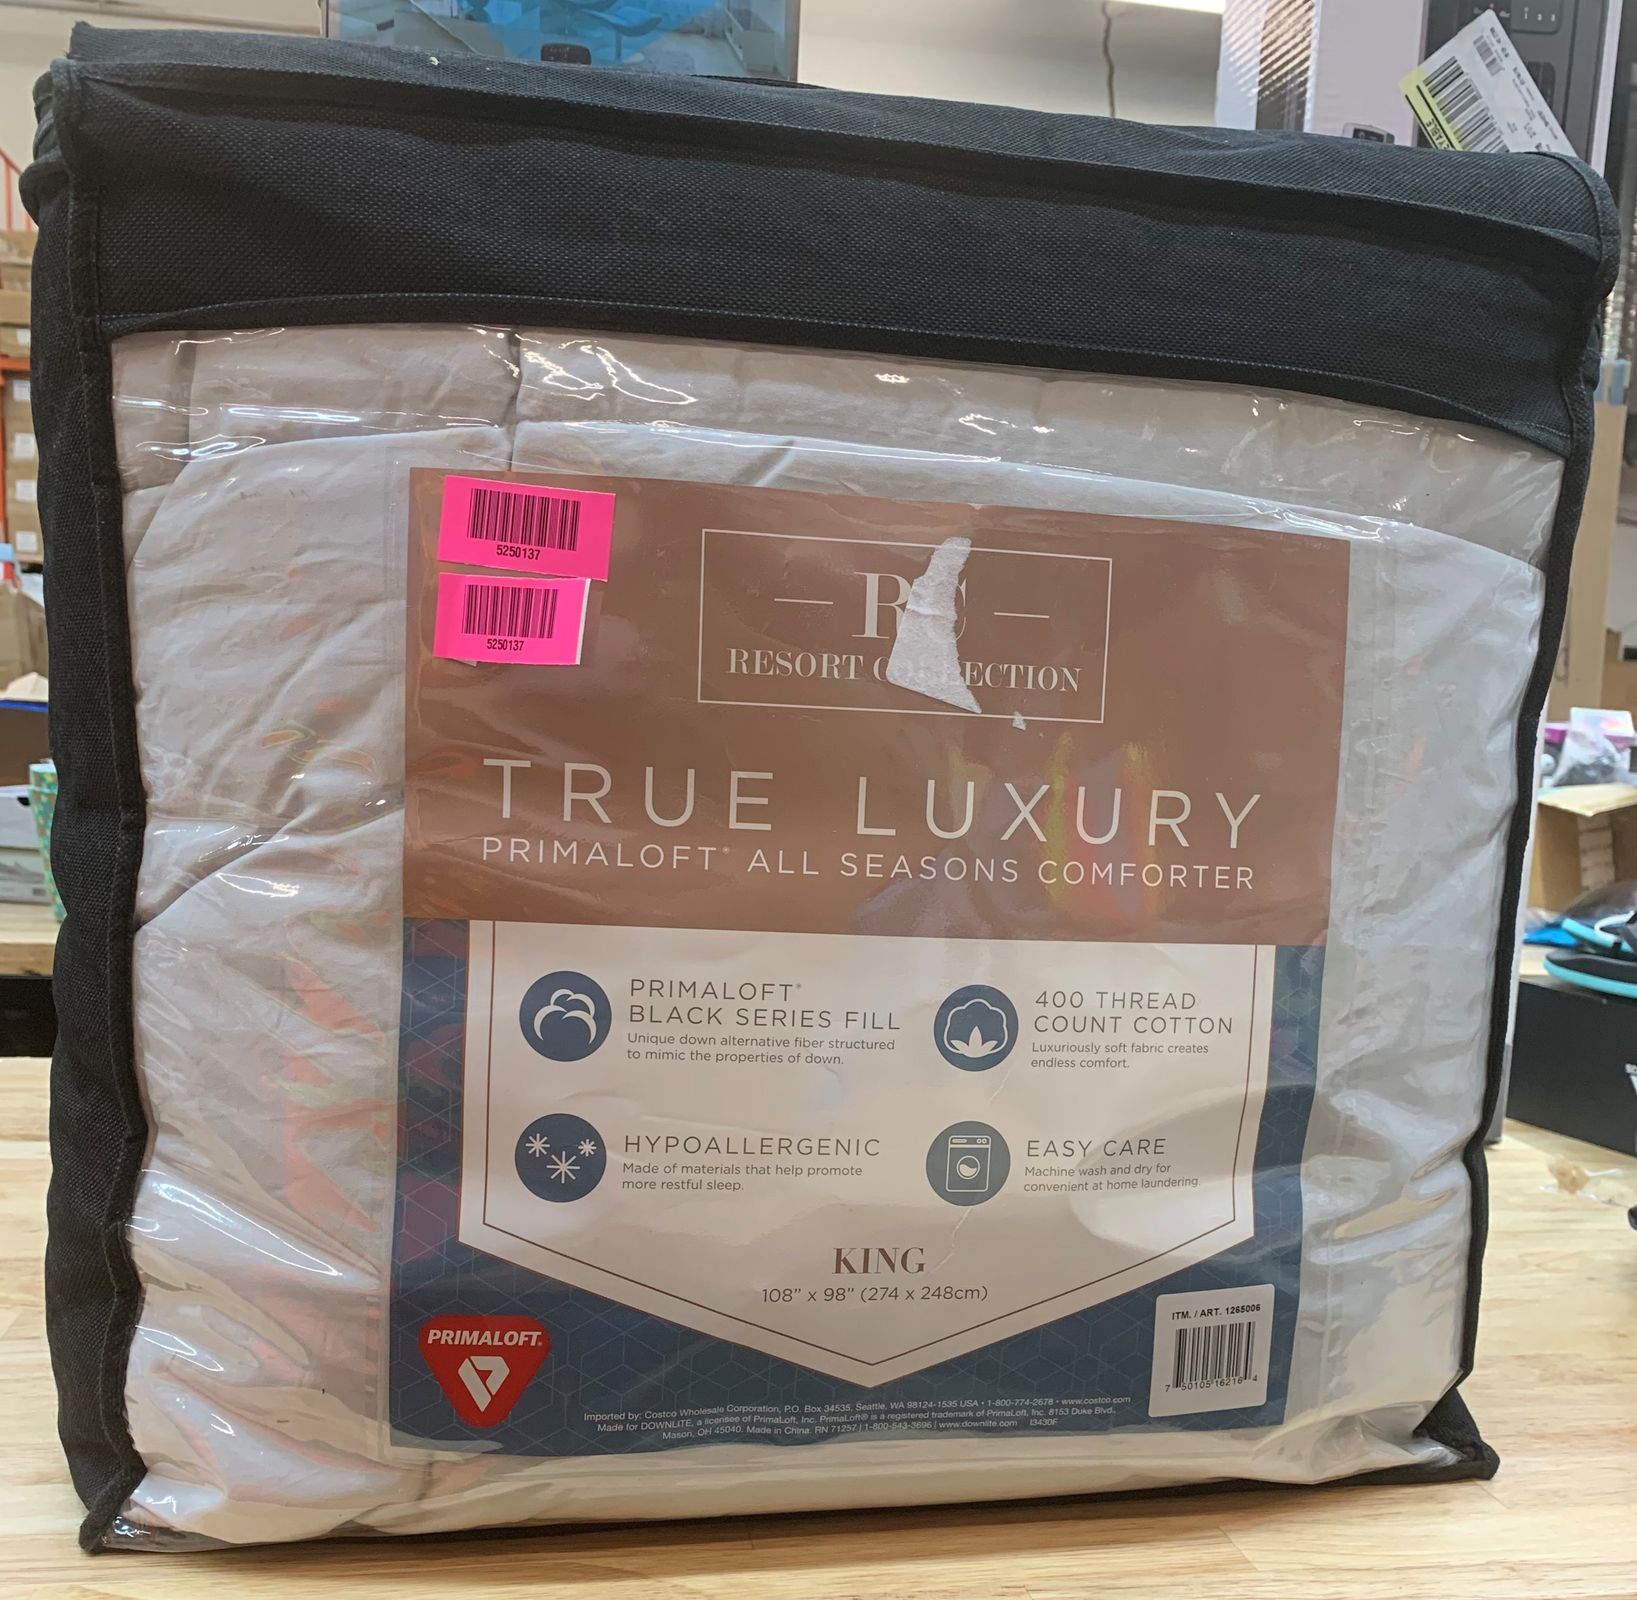 5250137
5250137
RC
RESORT COLLECTION
TRUE LUXURY
PRIMALOFT® ALL SEASONS COMFORTER
PRIMALOFT®
BLACK SERIES FILL
Unique down alternative fiber structured
to mimic the properties of down.
400 THREAD
COUNT COTTON
Luxuriously soft fabric creates
endless comfort.
HYPOALLERGENIC
Made of materials that help promote
more restful sleep.
EASY CARE
Machine wash and dry for
convenient at home laundering.
KING
108" x 98" (274 x 248cm)
PRIMALOFT®
ITM. / ART. 1265006
7 50105 16216 4
Imported by: Costco Wholesale Corporation, P.O. Box 34535, Seattle, WA 98124-1535 USA • 1-800-774-2678 • www.costco.com
Made for DOWNLITE, a licensee of PrimaLoft, Inc. PrimaLoft® is a registered trademark of PrimaLoft, Inc. 8153 Duke Blvd.,
Mason, OH 45040. Made in China. RN 71257 | 1-800-543-3696 | www.downlite.com I3430F